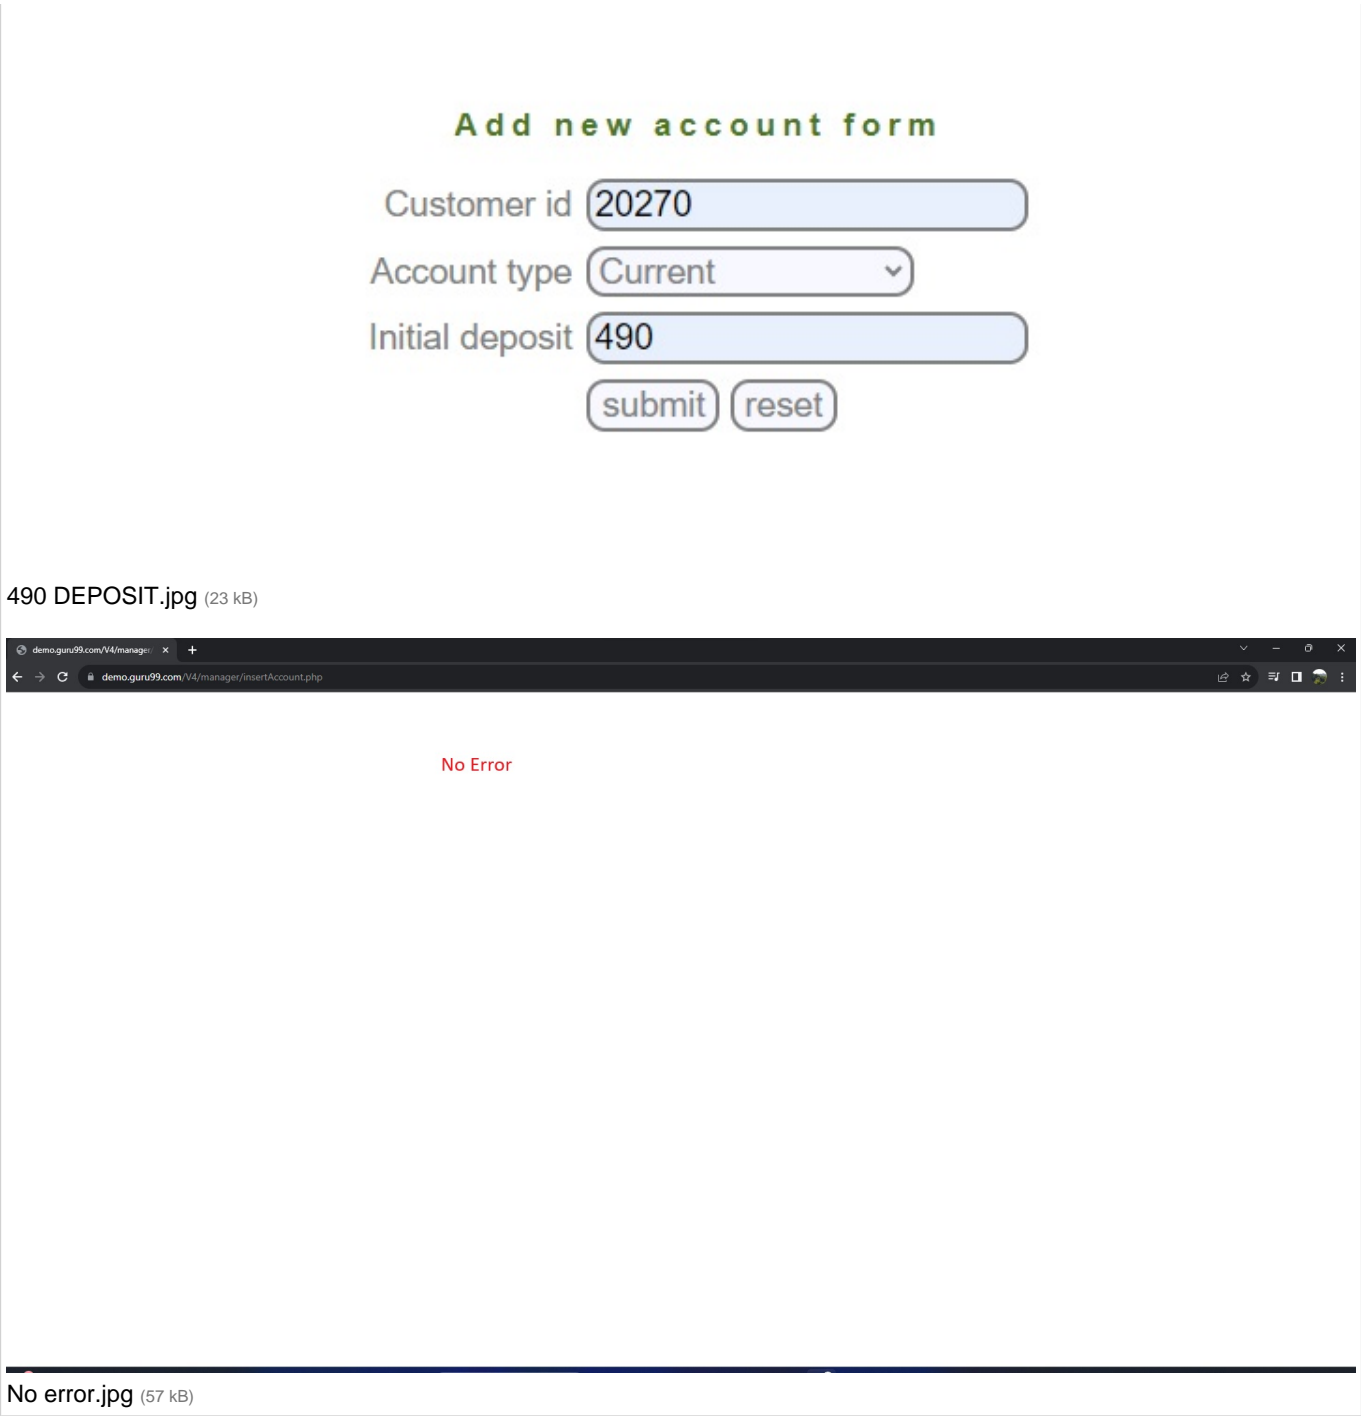 Add new account form
Customer id 20270
Account type Current
Initial deposit 490
submit reset
490 DEPOSIT.jpg (23 kB)
demo.guru99.com/V4/manager/
demo.guru99.com/V4/manager/insertAccount.php
No Error
No error.jpg (57 kB)